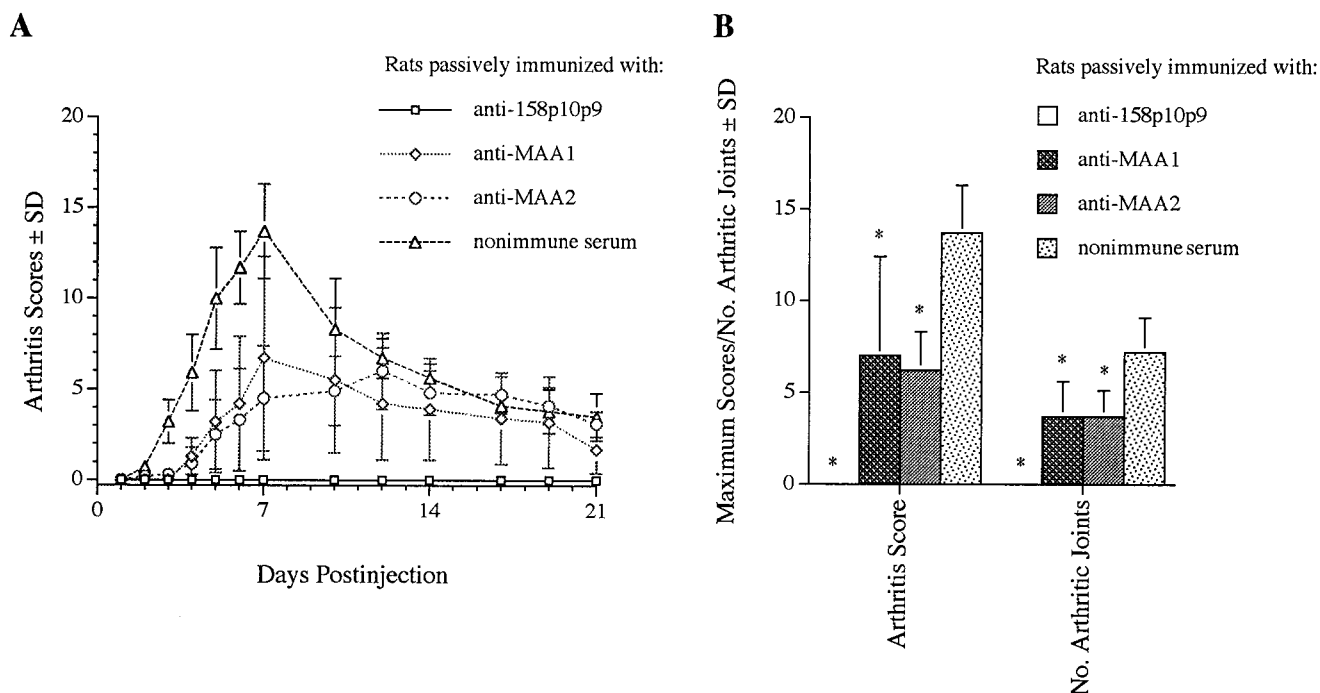 A
Rats passively immunized with:
anti-158p10p9
anti-MAA1
anti-MAA2
nonimmune serum
Arthritis Scores ± SD
20
15
10
5
0
0 7 14 21
Days Postinjection
B
Rats passively immunized with:
anti-158p10p9
anti-MAA1
anti-MAA2
nonimmune serum
Maximum Scores/No. Arthritic Joints ± SD
20
15
10
5
0
* * *
* * *
Arthritis Score
No. Arthritic Joints